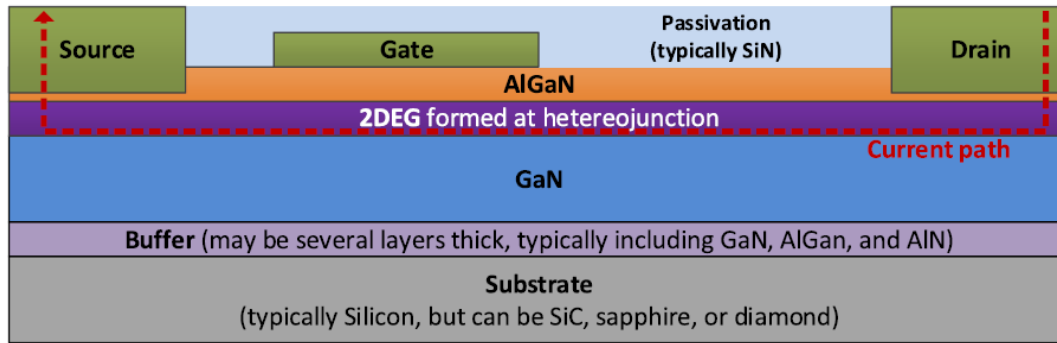 Source
Gate
Passivation
(typically SiN)
Drain
AlGaN
2DEG formed at hetereojunction
Current path
GaN
Buffer (may be several layers thick, typically including GaN, AlGan, and AlN)
Substrate
(typically Silicon, but can be SiC, sapphire, or diamond)